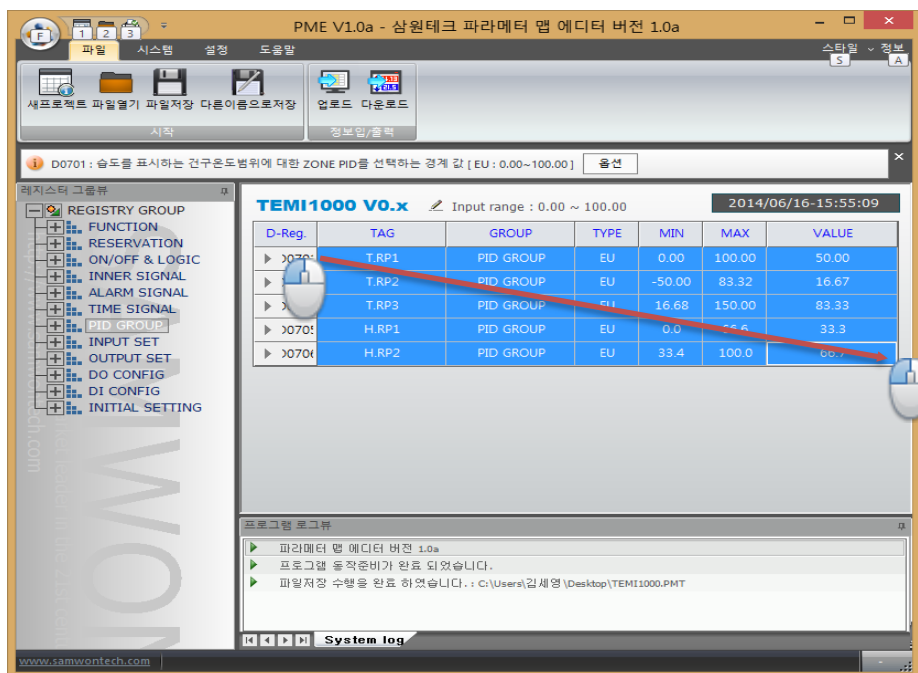 PME V1.0a - 삼원테크 파라메터 맵 에디터 버전 1.0a
F 1 2 3
파일 시스템 설정 도움말 스타일 정보
S A
새프로젝트 파일열기 파일저장 다른이름으로저장 업로드 다운로드
시작 정보입/출력
D0701 : 습도를 표시하는 건구온도범위에 대한 ZONE PID를 선택하는 경계 값 [ EU : 0.00~100.00 ] 옵션
레지스터 그룹뷰
REGISTRY GROUP
FUNCTION
RESERVATION
ON/OFF & LOGIC
INNER SIGNAL
ALARM SIGNAL
TIME SIGNAL
PID GROUP
INPUT SET
OUTPUT SET
DO CONFIG
DI CONFIG
INITIAL SETTING
TEMI1000 V0.x Input range : 0.00 ~ 100.00 2014/06/16-15:55:09
D-Reg. TAG GROUP TYPE MIN MAX VALUE
T.RP1 PID GROUP EU 0.00 100.00 50.00
T.RP2 PID GROUP EU -50.00 83.32 16.67
T.RP3 PID GROUP EU 16.68 150.00 83.33
H.RP1 PID GROUP EU 0.0 66.6 33.3
H.RP2 PID GROUP EU 33.4 100.0 66.7
프로그램 로그뷰
파라메터 맵 에디터 버전 1.0a
프로그램 동작준비가 완료 되었습니다.
파일저장 수행을 완료 하였습니다. : C:\Users\김세영\Desktop\TEMI1000.PMT
System log
www.samwontech.com